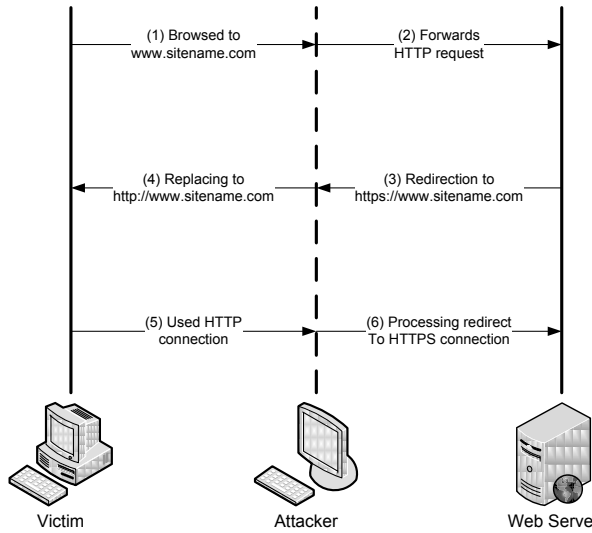 (1) Browsed to
www.sitename.com
(2) Forwards
HTTP request
(4) Replacing to
http://www.sitename.com
(3) Redirection to
https://www.sitename.com
(5) Used HTTP
connection
(6) Processing redirect
To HTTPS connection
Victim
Attacker
Web Serve